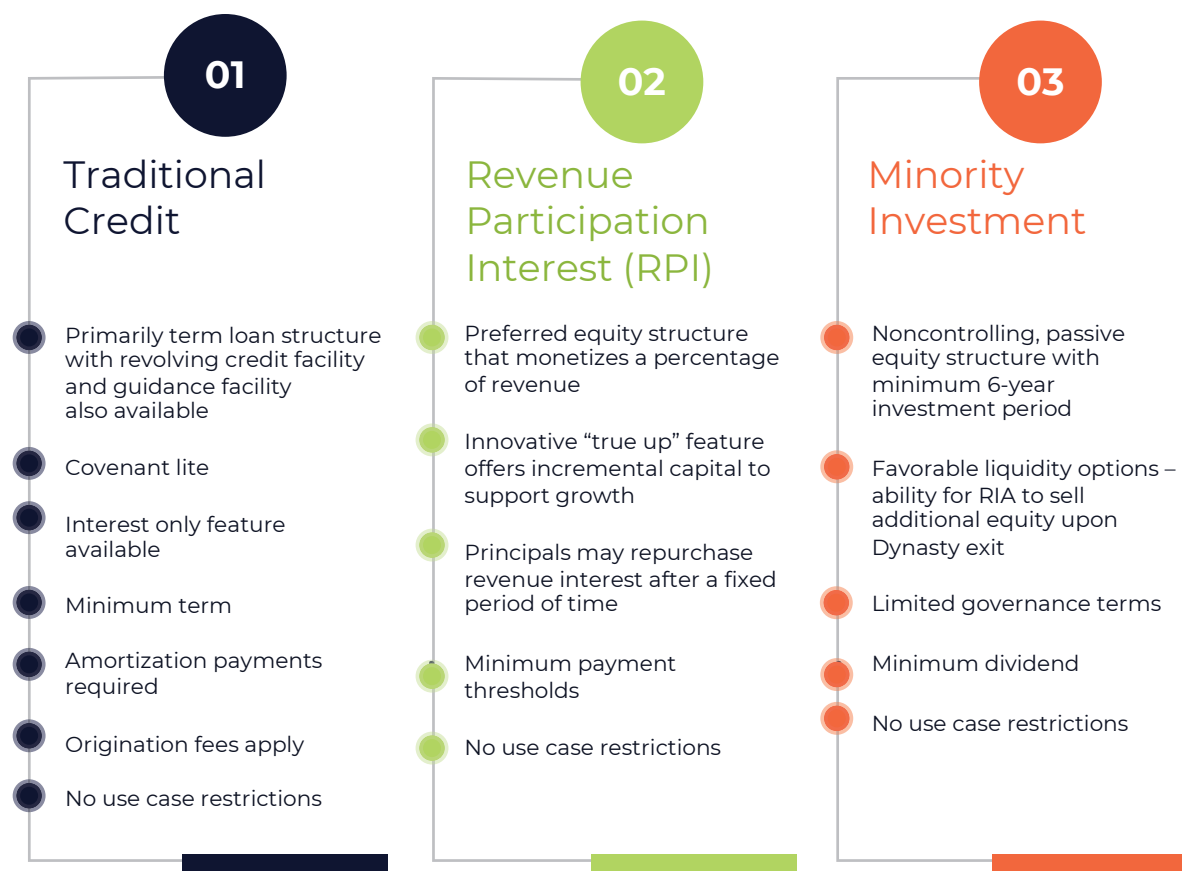 01
Traditional
Credit
Primarily term loan structure
with revolving credit facility
and guidance facility
also available
Covenant lite
Interest only feature
available
Minimum term
Amortization payments
required
Origination fees apply
No use case restrictions
02
Revenue
Participation
Interest (RPI)
Preferred equity structure
that monetizes a percentage
of revenue
Innovative “true up” feature
offers incremental capital to
support growth
Principals may repurchase
revenue interest after a fixed
period of time
Minimum payment
thresholds
No use case restrictions
03
Minority
Investment
Noncontrolling, passive
equity structure with
minimum 6-year
investment period
Favorable liquidity options –
ability for RIA to sell
additional equity upon
Dynasty exit
Limited governance terms
Minimum dividend
No use case restrictions